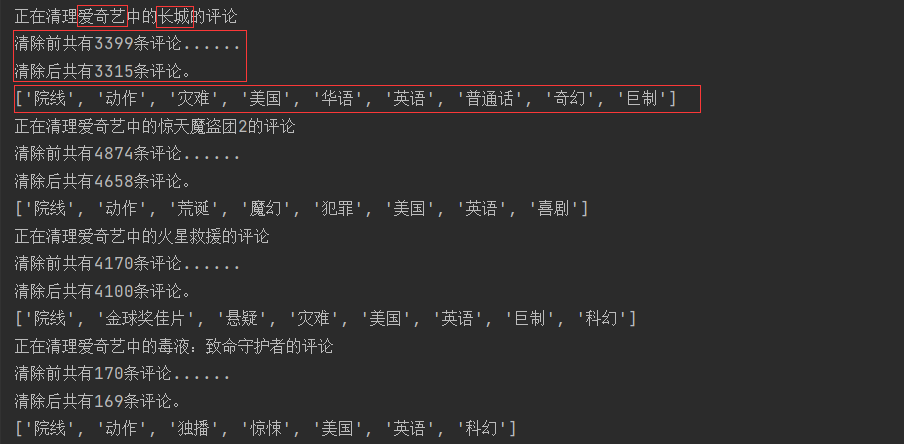 正在清理爱奇艺中的长城的评论
清除前共有3399条评论......
清除后共有3315条评论。
['院线', '动作', '灾难', '美国', '华语', '英语', '普通话', '奇幻', '巨制']
正在清理爱奇艺中的惊天魔盗团2的评论
清除前共有4874条评论......
清除后共有4658条评论。
['院线', '动作', '荒诞', '魔幻', '犯罪', '美国', '英语', '喜剧']
正在清理爱奇艺中的火星救援的评论
清除前共有4170条评论......
清除后共有4100条评论。
['院线', '金球奖佳片', '悬疑', '灾难', '美国', '英语', '巨制', '科幻']
正在清理爱奇艺中的毒液: 致命守护者的评论
清除前共有170条评论......
清除后共有169条评论。
['院线', '动作', '独播', '惊悚', '美国', '英语', '科幻']